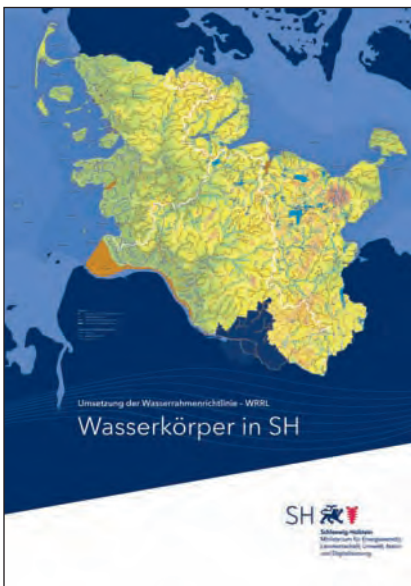 Umsetzung der Wasserrahmenrichtlinie – WRRL
Wasserkörper in SH
SH
Schleswig-Holstein
Ministerium für Energiewende,
Landwirtschaft, Umwelt, Natur
und Digitalisierung